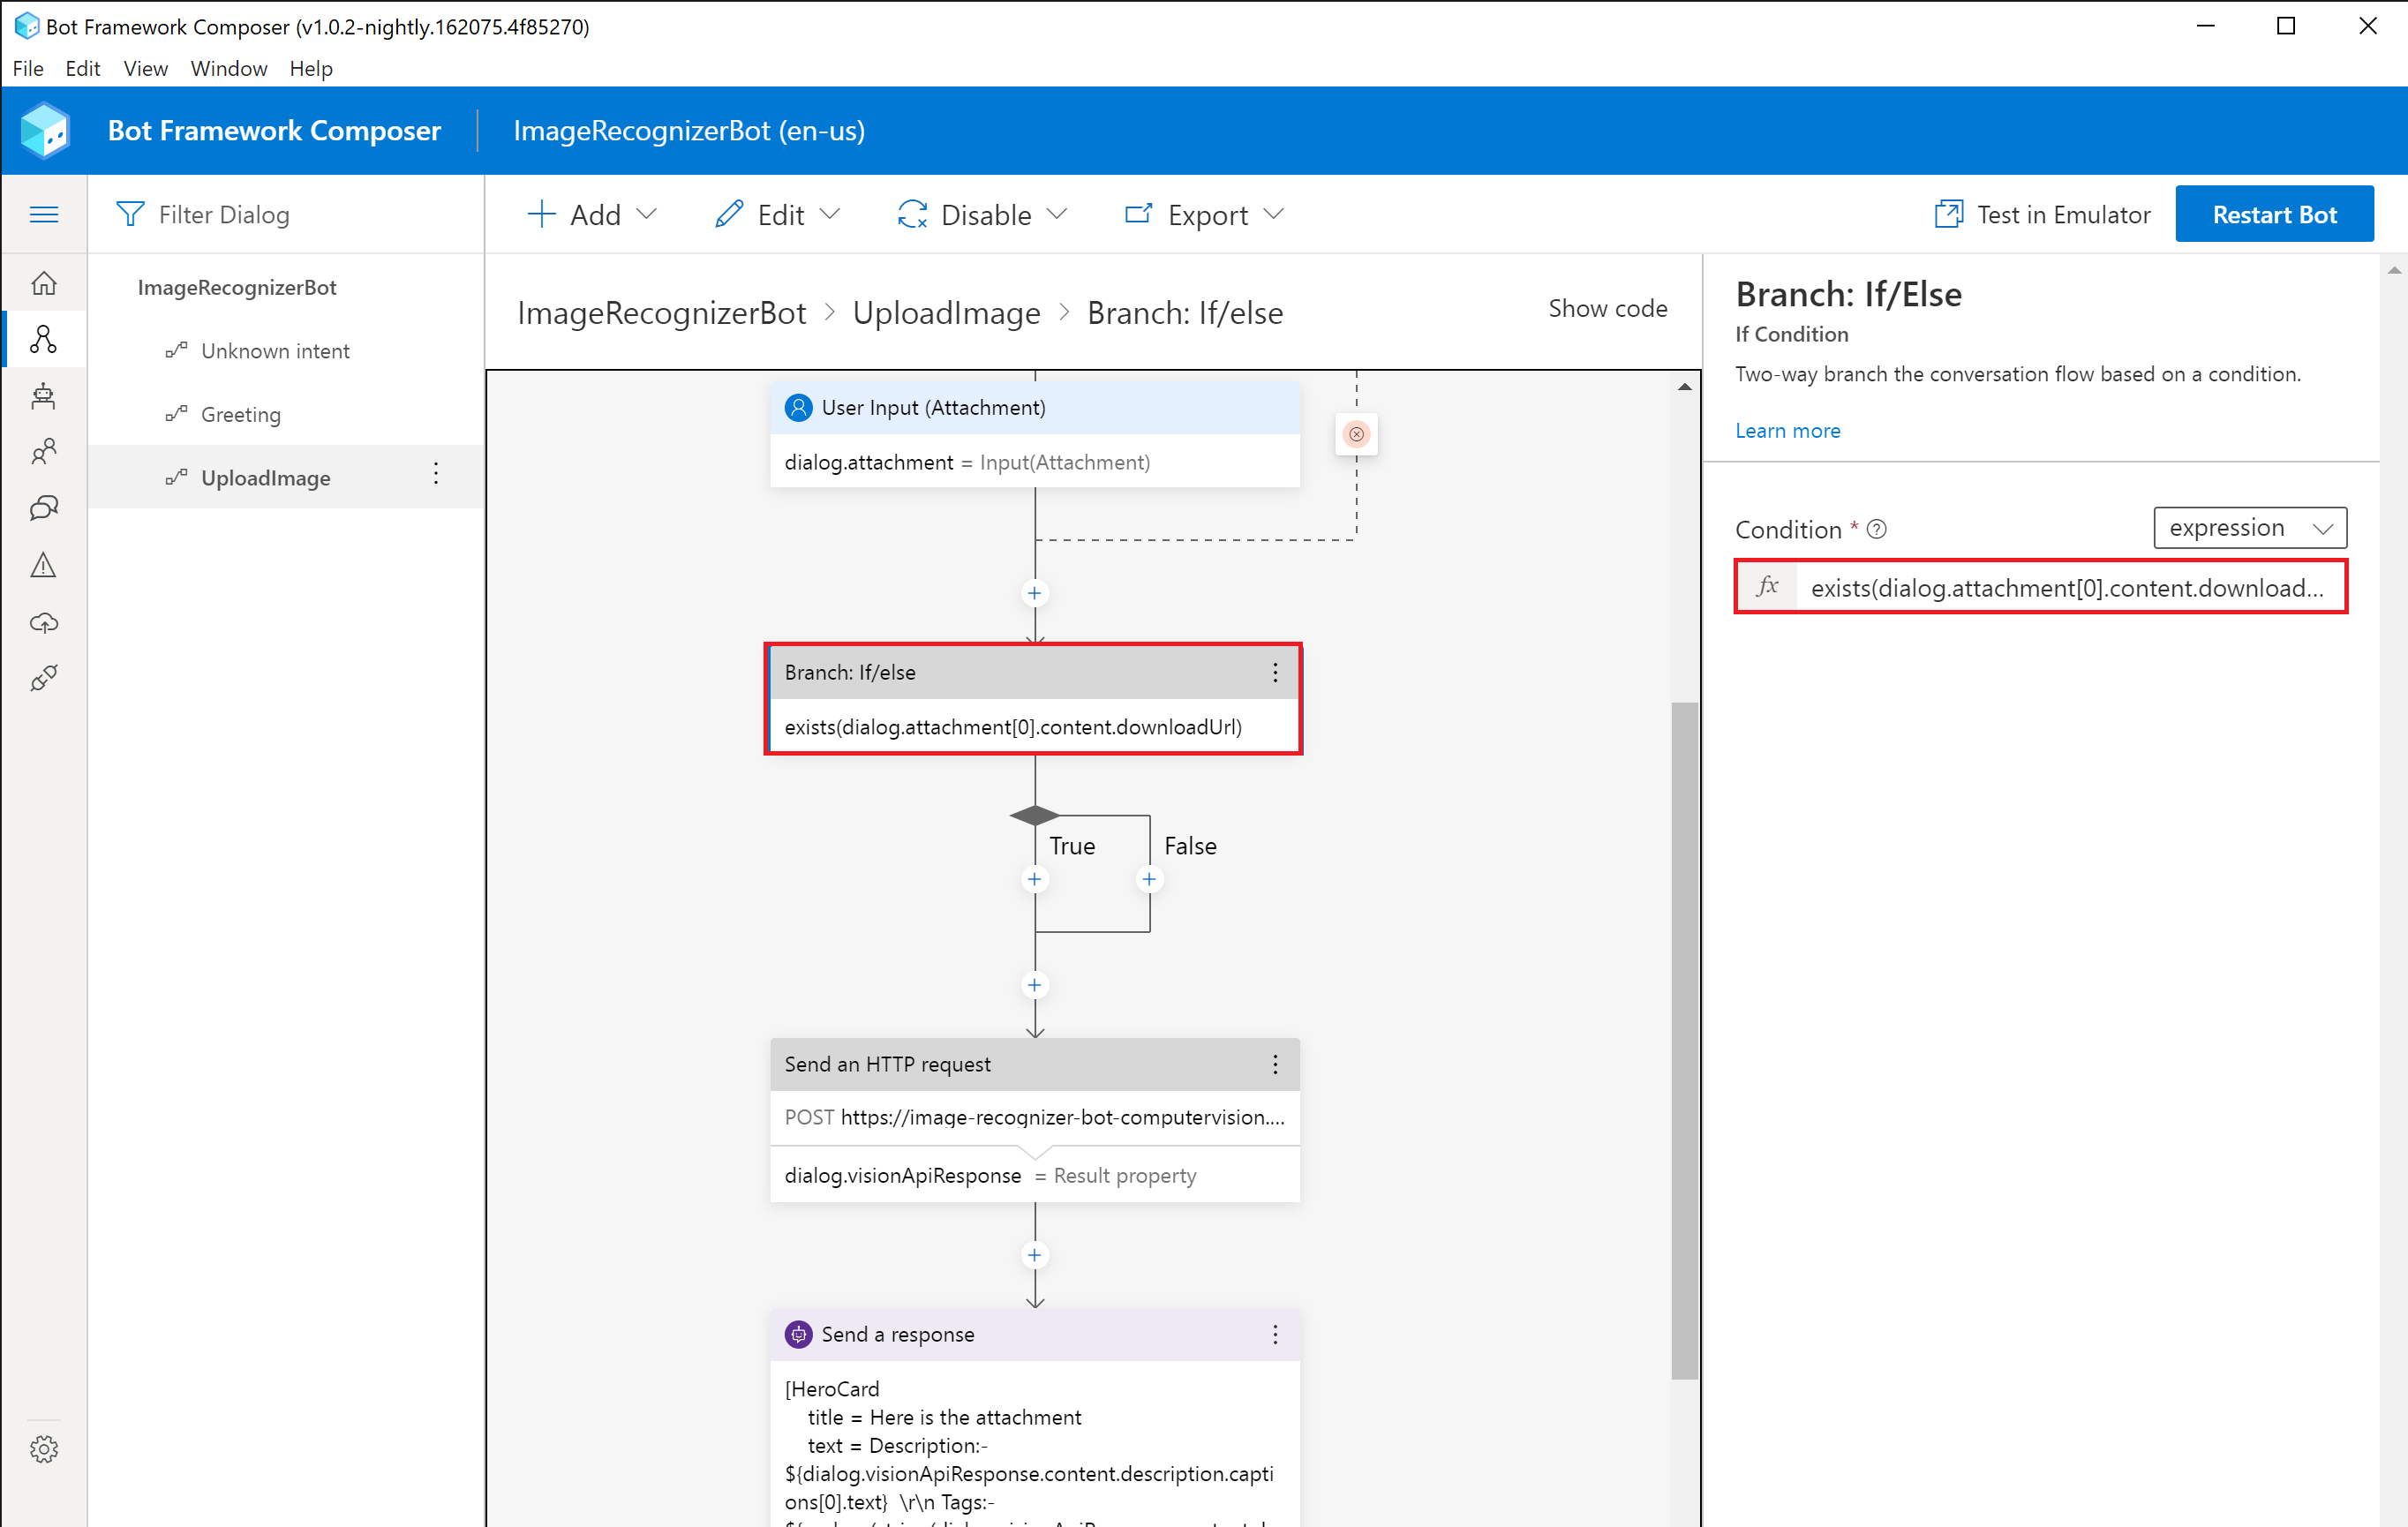 Bot Framework Composer (v1.0.2-nightly.162075.4f85270)
File Edit View Window Help
Bot Framework Composer ImageRecognizerBot (en-us)
Filter Dialog
Add Edit Disable Export Test in Emulator Restart Bot
ImageRecognizerBot
Unknown intent
Greeting
UploadImage
ImageRecognizerBot > UploadImage > Branch: If/else
Show code
User Input (Attachment)
dialog.attachment = Input(Attachment)
Branch: If/else
exists(dialog.attachment[0].content.downloadUrl)
True False
Send an HTTP request
POST https://image-recognizer-bot-computervision....
dialog.visionApiResponse = Result property
Send a response
[HeroCard
title = Here is the attachment
text = Description:-
${dialog.visionApiResponse.content.description.capti
ons[0].text} \r\n Tags:-
Branch: If/Else
If Condition
Two-way branch the conversation flow based on a condition.
Learn more
Condition * ?
expression
fx exists(dialog.attachment[0].content.download...